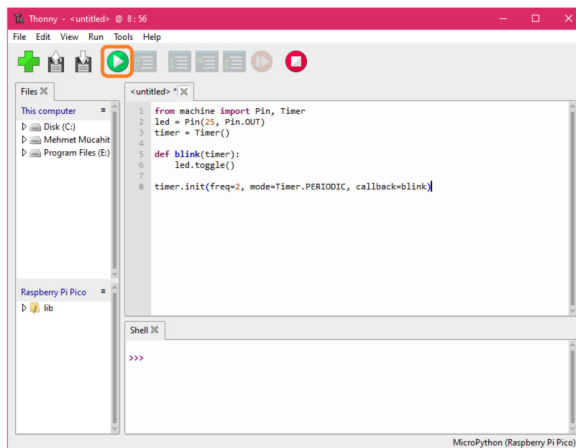 Thonny - <untitled> @ 8 : 56
File Edit View Run Tools Help
Files
This computer
Disk (C:)
Mehmet Mücahit
Program Files (E:)
Raspberry Pi Pico
lib
<untitled> *
1 from machine import Pin, Timer
2 led = Pin(25, Pin.OUT)
3 timer = Timer()
4
5 def blink(timer):
6     led.toggle()
7
8 timer.init(freq=2, mode=Timer.PERIODIC, callback=blink)
Shell
>>>
MicroPython (Raspberry Pi Pico)